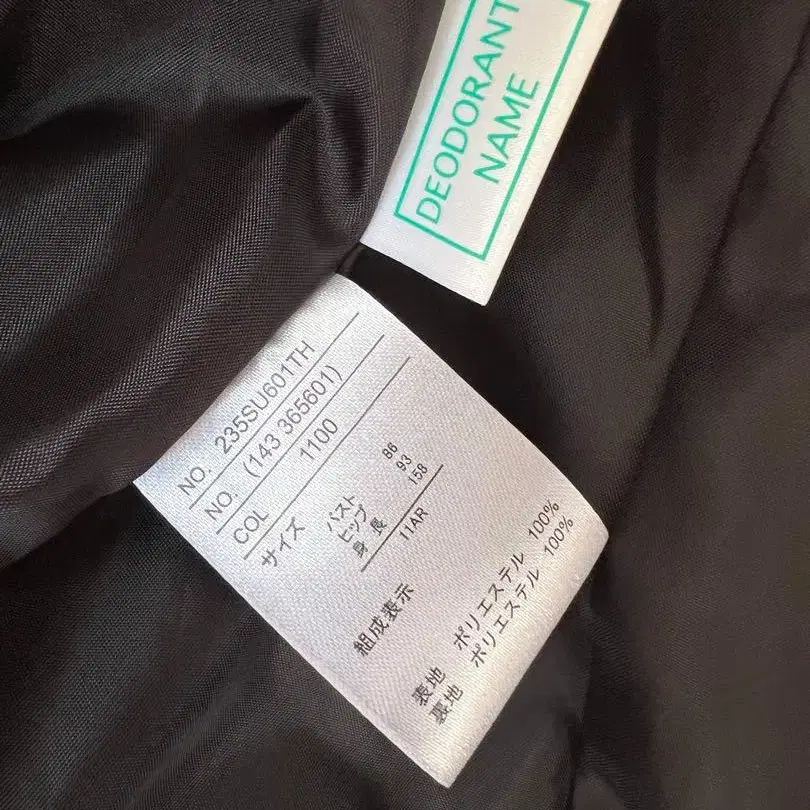 DEODORANT
NAME
NO. 235SU601TH
NO. (143 365601)
COL 1100
サイズ バスト 86
ヒップ 93
身長 158
11AR
組成表示
表地 ポリエステル 100%
裏地 ポリエステル 100%